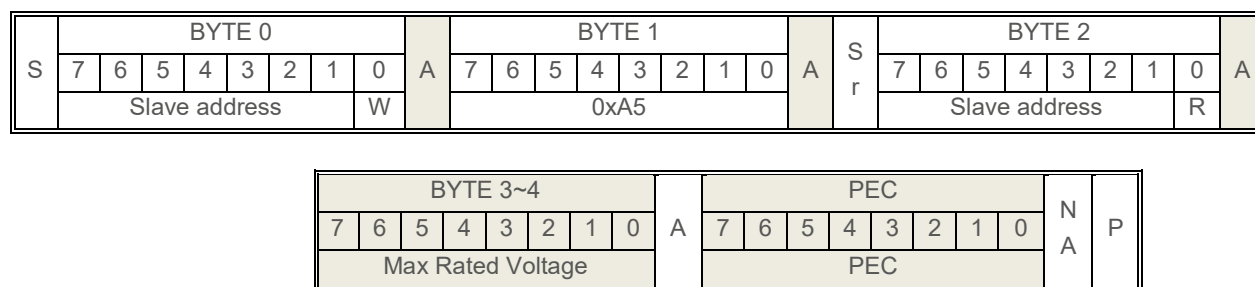 BYTE 0 BYTE 1 BYTE 2
S 7 6 5 4 3 2 1 0 A 7 6 5 4 3 2 1 0 A S r 7 6 5 4 3 2 1 0 A
Slave address W 0xA5 Slave address R
BYTE 3~4 PEC
7 6 5 4 3 2 1 0 A 7 6 5 4 3 2 1 0 N A P
Max Rated Voltage PEC